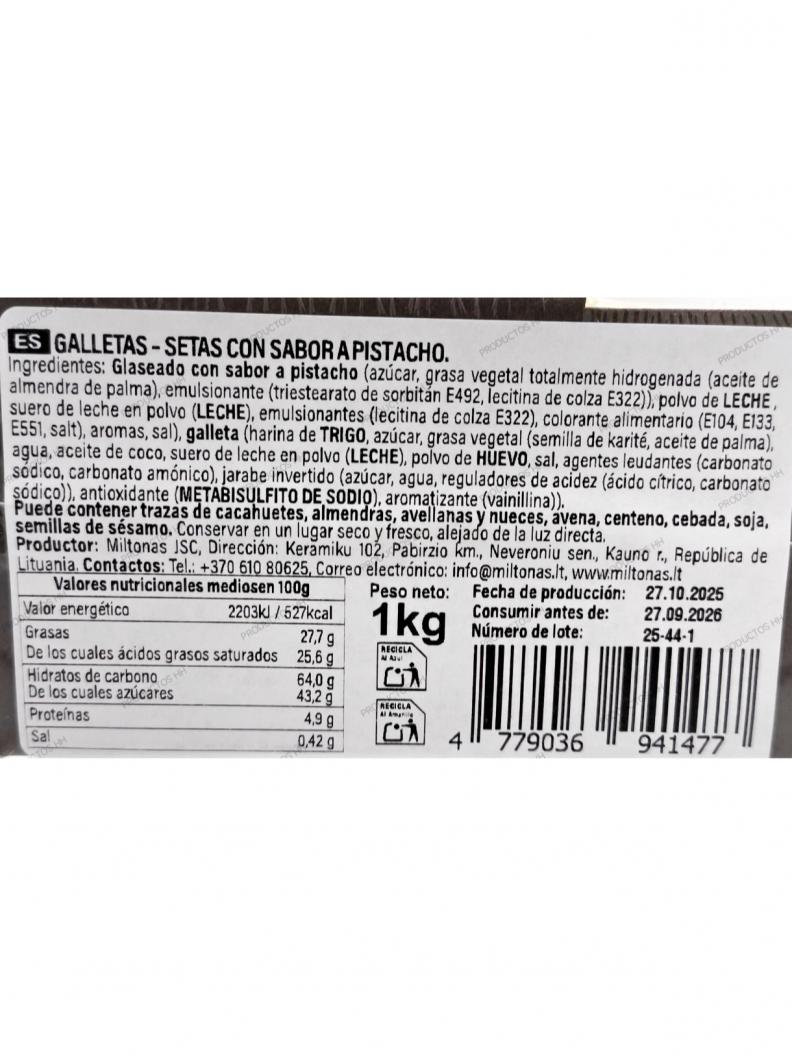 ES GALLETAS - SETAS CON SABOR A PISTACHO.
Ingredientes: Glaseado con sabor a pistacho (azúcar, grasa vegetal totalmente hidrogenada (aceite de
almendra de palma), emulsionante (triestearato de sorbitán E492, lecitina de colza E322)), polvo de LECHE,
suero de leche en polvo (LECHE), emulsionantes (lecitina de colza E322), colorante alimentario (E104, E133,
E551, salt), aromas, sal), galleta (harina de TRIGO, azúcar, grasa vegetal (semilla de karité, aceite de palma),
agua, aceite de coco, suero de leche en polvo (LECHE), polvo de HUEVO, sal, agentes leudantes (carbonato
sódico, carbonato amónico), jarabe invertido (azúcar, agua, reguladores de acidez (ácido cítrico, carbonato
sódico)), antioxidante (METABISULFITO DE SODIO), aromatizante (vainillina)).
Puede contener trazas de cacahuetes, almendras, avellanas y nueces, avena, centeno, cebada, soja,
semillas de sésamo. Conservar en un lugar seco y fresco, alejado de la luz directa.
Productor: Miltonas JSC, Dirección: Keramiku 102, Pabirzio km., Neveroniu sen., Kauno r., República de
Lituania. Contactos: Tel.: +370 610 80625, Correo electrónico: info@miltonas.lt, www.miltonas.lt
Valores nutricionales mediosen 100g
Valor energético 2203kJ / 527kcal
Grasas 27,7 g
De los cuales ácidos grasos saturados 25,6 g
Hidratos de carbono 64,0 g
De los cuales azúcares 43,2 g
Proteínas 4,9 g
Sal 0,42 g
Peso neto:
1kg
RECICLA
Al Azul
RECICLA
Al Amarillo
Fecha de producción: 27.10.2025
Consumir antes de: 27.09.2026
Número de lote: 25-44-1
4 779036 941477
PRODUCTOS HH